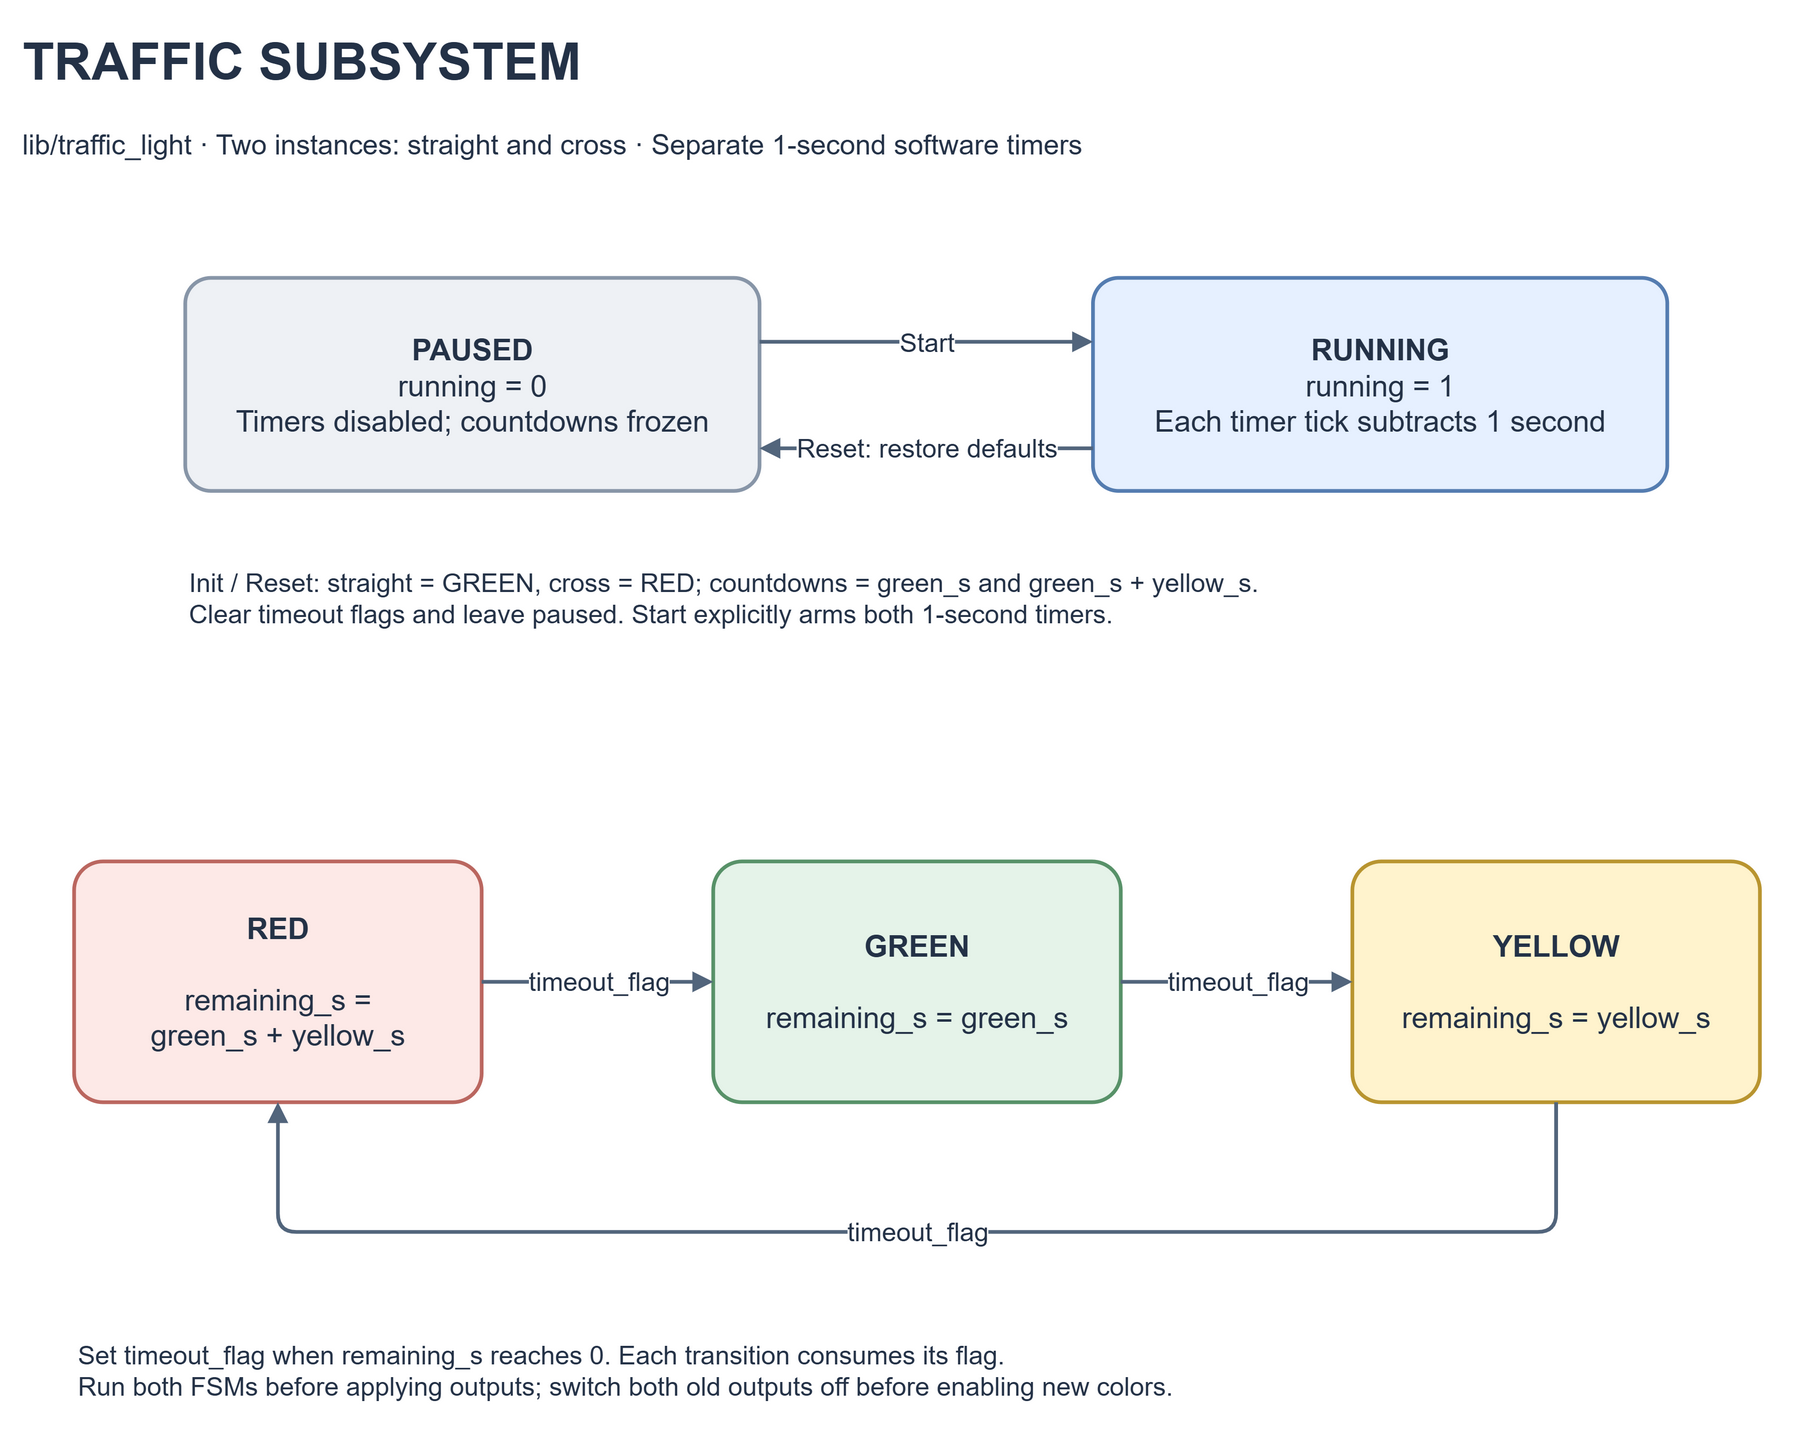 TRAFFIC SUBSYSTEM
lib/traffic_light · Two instances: straight and cross · Separate 1-second software timers
PAUSED
running = 0
Timers disabled; countdowns frozen
Start
Reset: restore defaults
RUNNING
running = 1
Each timer tick subtracts 1 second
Init / Reset: straight = GREEN, cross = RED; countdowns = green_s and green_s + yellow_s.
Clear timeout flags and leave paused. Start explicitly arms both 1-second timers.
RED
remaining_s =
green_s + yellow_s
timeout_flag
GREEN
remaining_s = green_s
timeout_flag
YELLOW
remaining_s = yellow_s
timeout_flag
Set timeout_flag when remaining_s reaches 0. Each transition consumes its flag.
Run both FSMs before applying outputs; switch both old outputs off before enabling new colors.